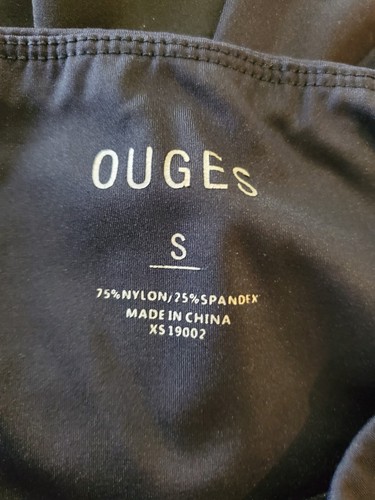 OUGEs
S
75%NYLON/25%SPANDEX
MADE IN CHINA
XS19002